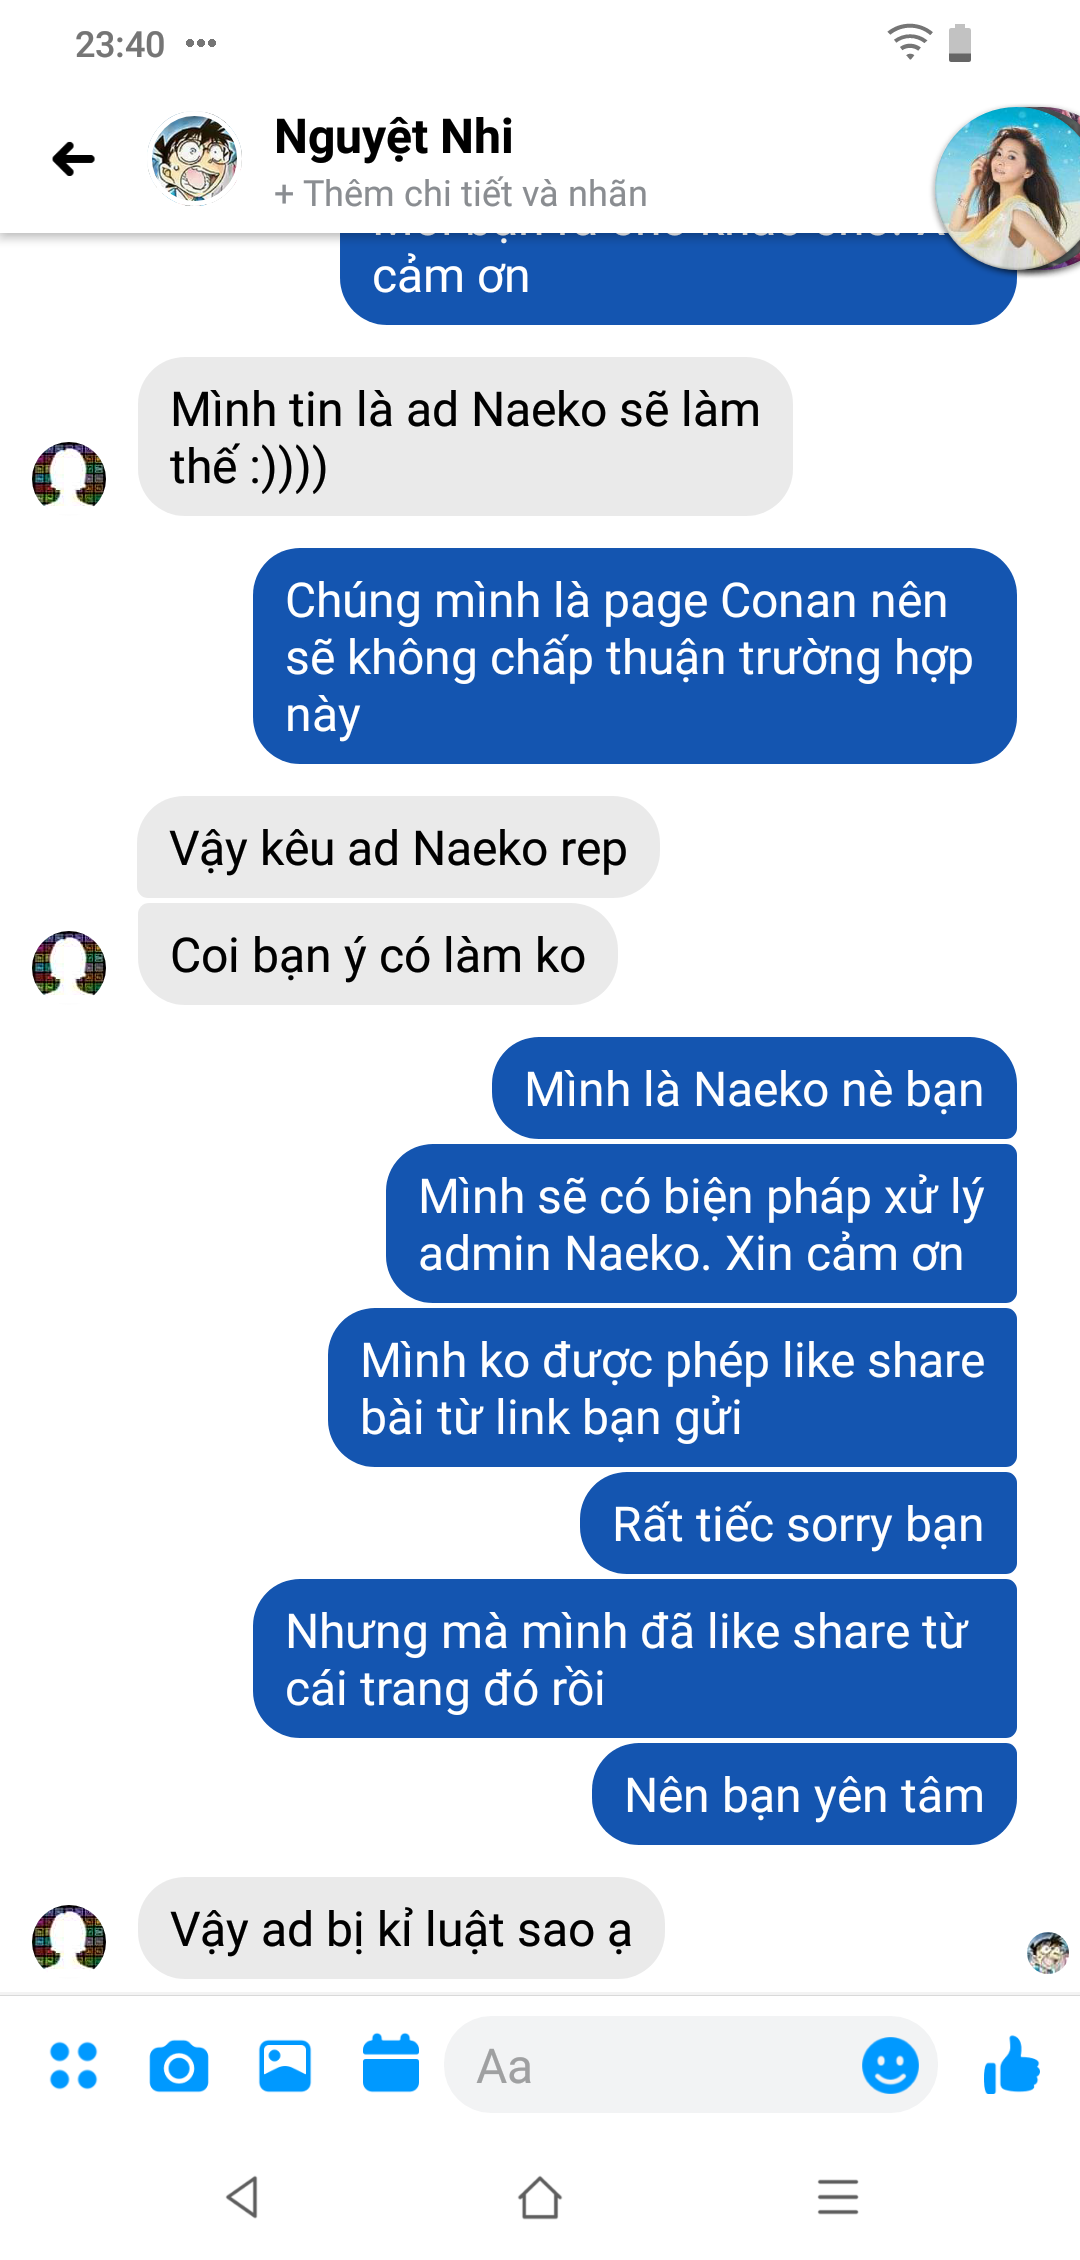 23:40
Nguyệt Nhi
+ Thêm chi tiết và nhãn
cảm ơn
Mình tin là ad Naeko sẽ làm
thế :))))
Chúng mình là page Conan nên
sẽ không chấp thuận trường hợp
này
Vậy kêu ad Naeko rep
Coi bạn ý có làm ko
Mình là Naeko nè bạn
Mình sẽ có biện pháp xử lý
admin Naeko. Xin cảm ơn
Mình ko được phép like share
bài từ link bạn gửi
Rất tiếc sorry bạn
Nhưng mà mình đã like share từ
cái trang đó rồi
Nên bạn yên tâm
Vậy ad bị kỉ luật sao ạ
Aa